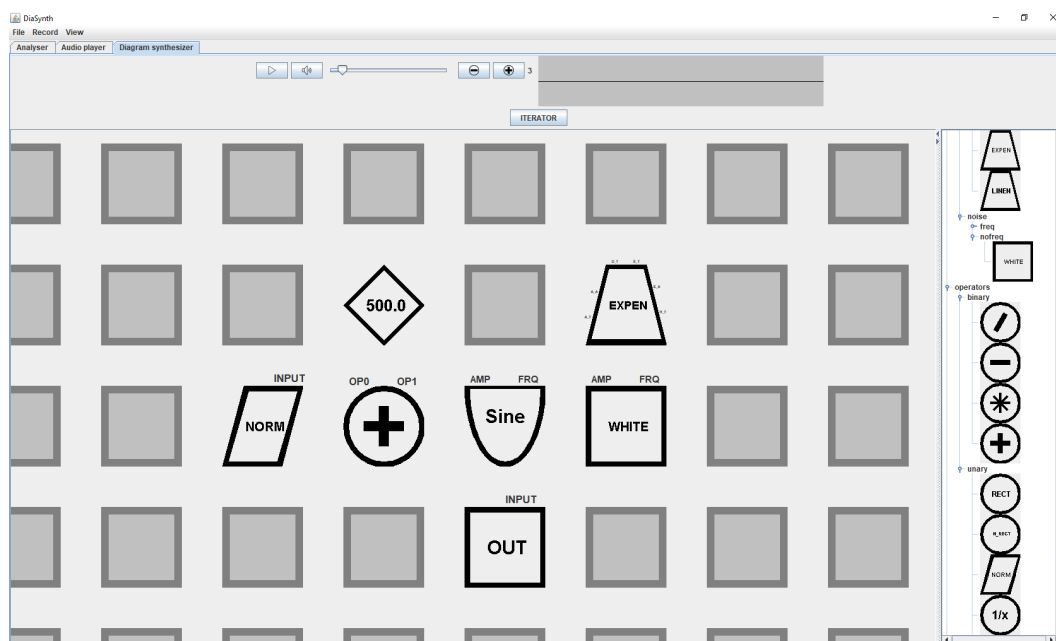 DiaSynth
File Record View
Analyser Audio player Diagram synthesizer
3
ITERATOR
EXPEN
LINEN
noise
freq
nofreq
WHITE
operators
binary
unary
RECT
NORM
1/x
500.0
EXPEN
INPUT
NORM
OP0 OP1
AMP FRQ
Sine
AMP FRQ
WHITE
INPUT
OUT